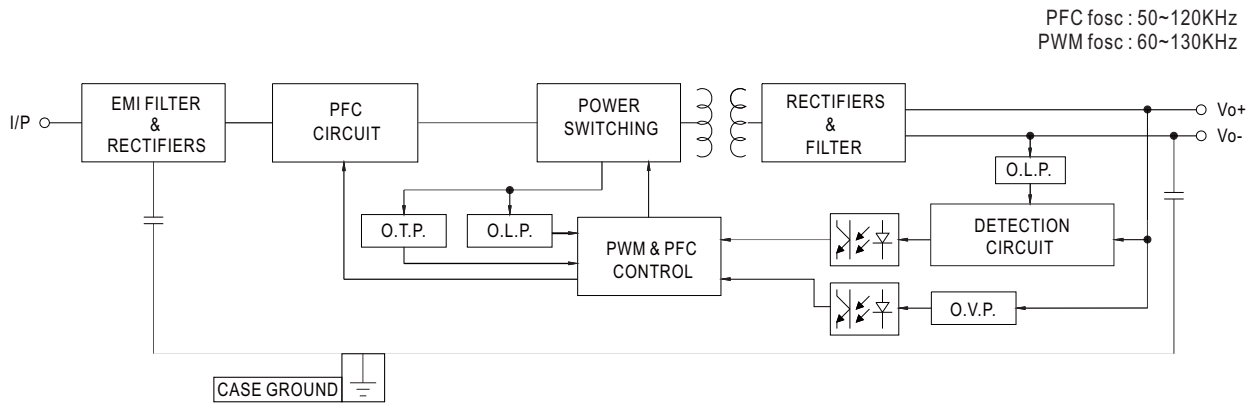 PFC fosc : 50~120KHz
PWM fosc : 60~130KHz
I/P
EMI FILTER
&
RECTIFIERS
PFC
CIRCUIT
POWER
SWITCHING
RECTIFIERS
&
FILTER
Vo+
Vo-
O.L.P.
O.T.P.
O.L.P.
PWM & PFC
CONTROL
DETECTION
CIRCUIT
O.V.P.
CASE GROUND